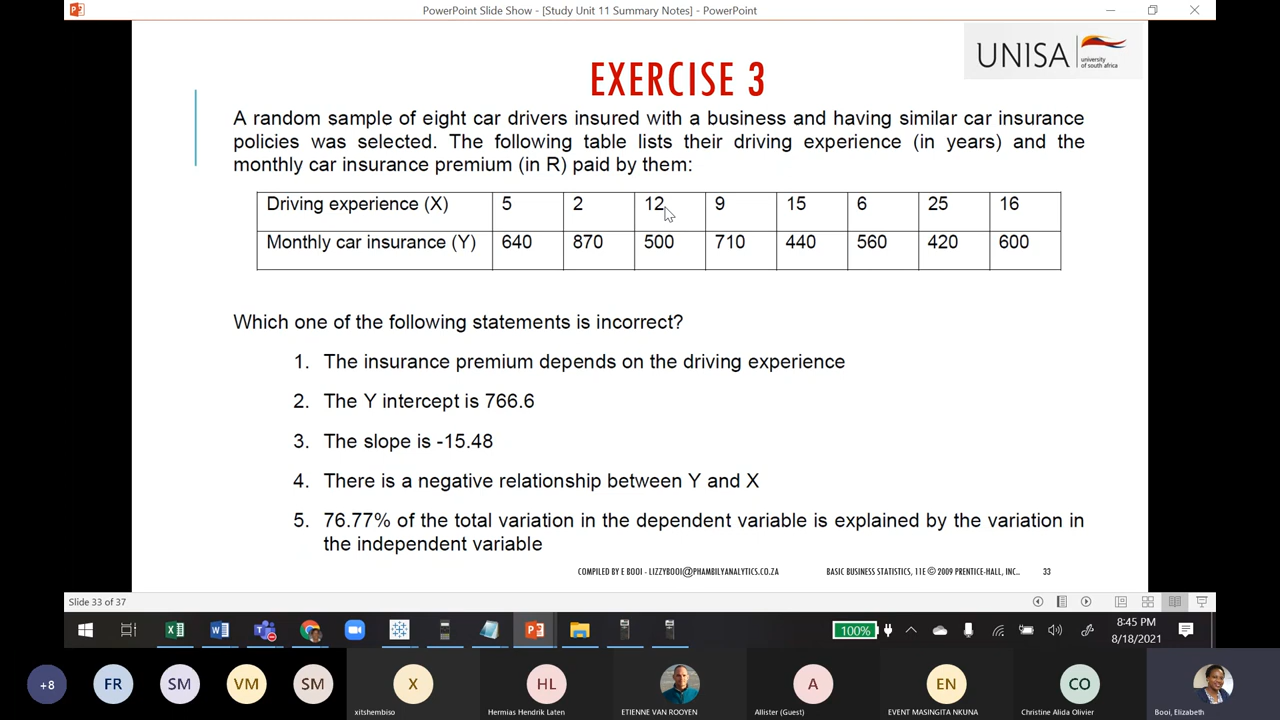 PowerPoint Slide Show - [Study Unit 11 Summary Notes] - PowerPoint
UNISA
university
of south africa
EXERCISE 3
A random sample of eight car drivers insured with a business and having similar car insurance
policies was selected. The following table lists their driving experience (in years) and the
monthly car insurance premium (in R) paid by them:
Driving experience (X) 5 2 12 9 15 6 25 16
Monthly car insurance (Y) 640 870 500 710 440 560 420 600
Which one of the following statements is incorrect?
1. The insurance premium depends on the driving experience
2. The Y intercept is 766.6
3. The slope is -15.48
4. There is a negative relationship between Y and X
5. 76.77% of the total variation in the dependent variable is explained by the variation in
the independent variable
COMPILED BY E BOOI - LIZZYBOOI@PHAMBILYANALYTICS.CO.ZA BASIC BUSINESS STATISTICS, 11E © 2009 PRENTICE-HALL, INC.. 33
Slide 33 of 37
100%
8:45 PM
8/18/2021
+8 FR SM VM SM X HL A EN CO
xitshembiso Hermias Hendrik Laten ETIENNE VAN ROOYEN Allister (Guest) EVENT MASINGITA NKUNA Christine Alida Olivier Booi, Elizabeth